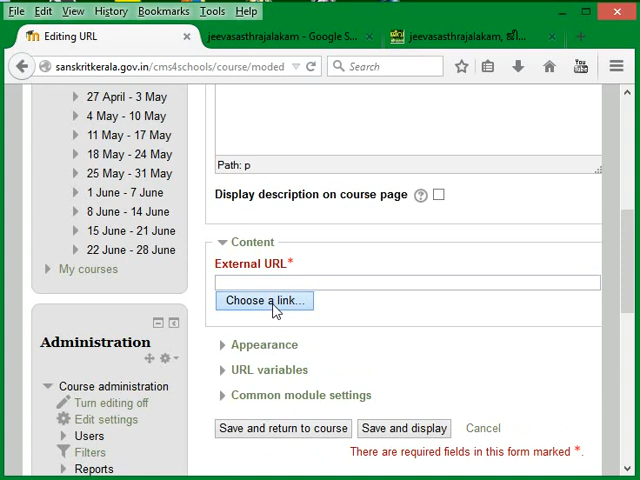 File Edit View History Bookmarks Tools Help
Editing URL
jeevasasthrajalakam - Google S...
jeevasasthrajalakam, ജീ...
sanskritkerala.gov.in/cms4schools/course/moded
Search
You Tube
27 April - 3 May
4 May - 10 May
11 May - 17 May
18 May - 24 May
25 May - 31 May
1 June - 7 June
8 June - 14 June
15 June - 21 June
22 June - 28 June
My courses
Administration
Course administration
Turn editing off
Edit settings
Users
Filters
Reports
Path: p
Display description on course page
Content
External URL*
Choose a link...
Appearance
URL variables
Common module settings
Save and return to course
Save and display
Cancel
There are required fields in this form marked *.